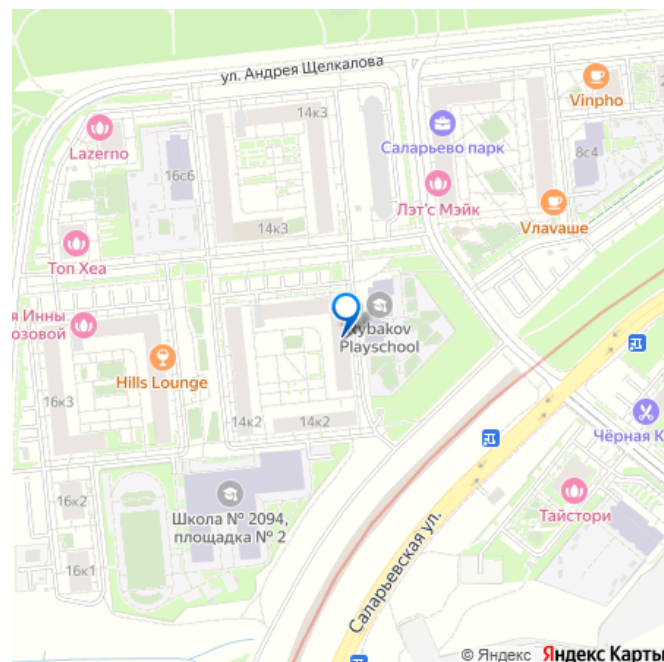 ул. Андрея Щелкалова
14к3
Vinpho
Lazerno
Саларьево парк
8с4
16с6
Лэт'с Мэйк
Vлаваше
14к3
Топ Хеа
я Инны
озовой
Rybakov
Playschool
Hills Lounge
16к3
14к2
14к2
Чёрная К
16к2
Школа № 2094,
площадка № 2
Тайстори
16к1
Саларьевская ул.
© Яндекс Яндекс Карты